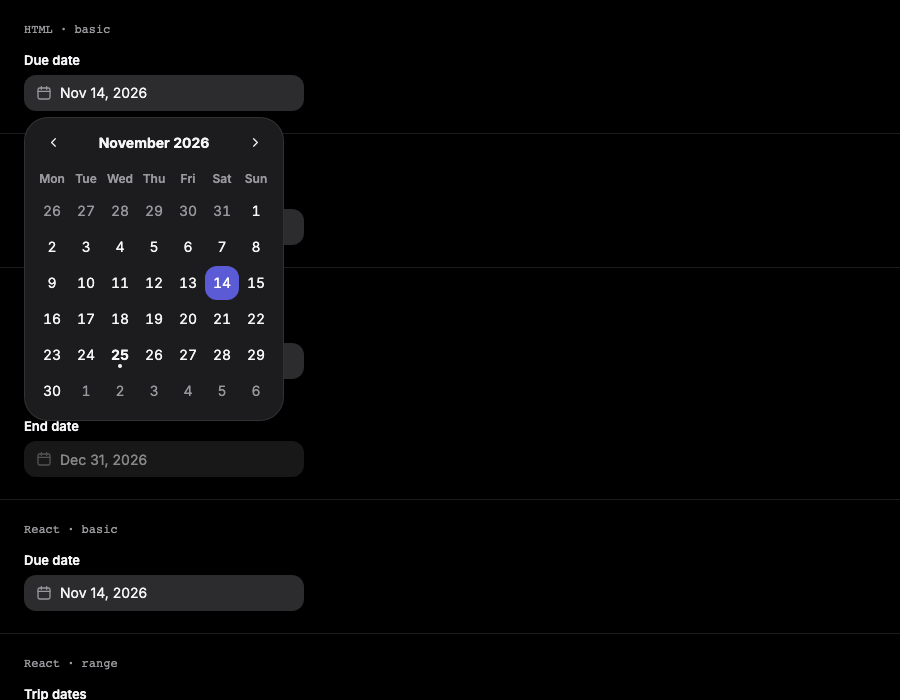 HTML · basic
Due date
Nov 14, 2026
November 2026
Mon Tue Wed Thu Fri Sat Sun
26 27 28 29 30 31 1
2 3 4 5 6 7 8
9 10 11 12 13 14 15
16 17 18 19 20 21 22
23 24 25 26 27 28 29
30 1 2 3 4 5 6
End date
Dec 31, 2026
React · basic
Due date
Nov 14, 2026
React · range
Trip dates